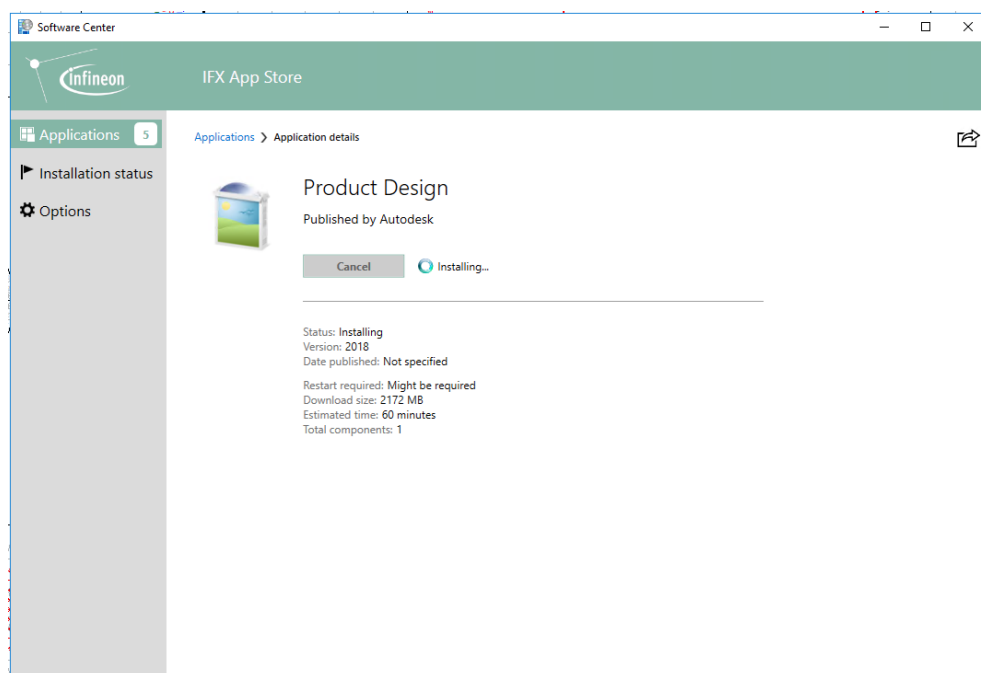 Software Center
infineon
IFX App Store
Applications 5
Installation status
Options
Applications ❯ Application details
Product Design
Published by Autodesk
Cancel Installing...
Status: Installing
Version: 2018
Date published: Not specified
Restart required: Might be required
Download size: 2172 MB
Estimated time: 60 minutes
Total components: 1